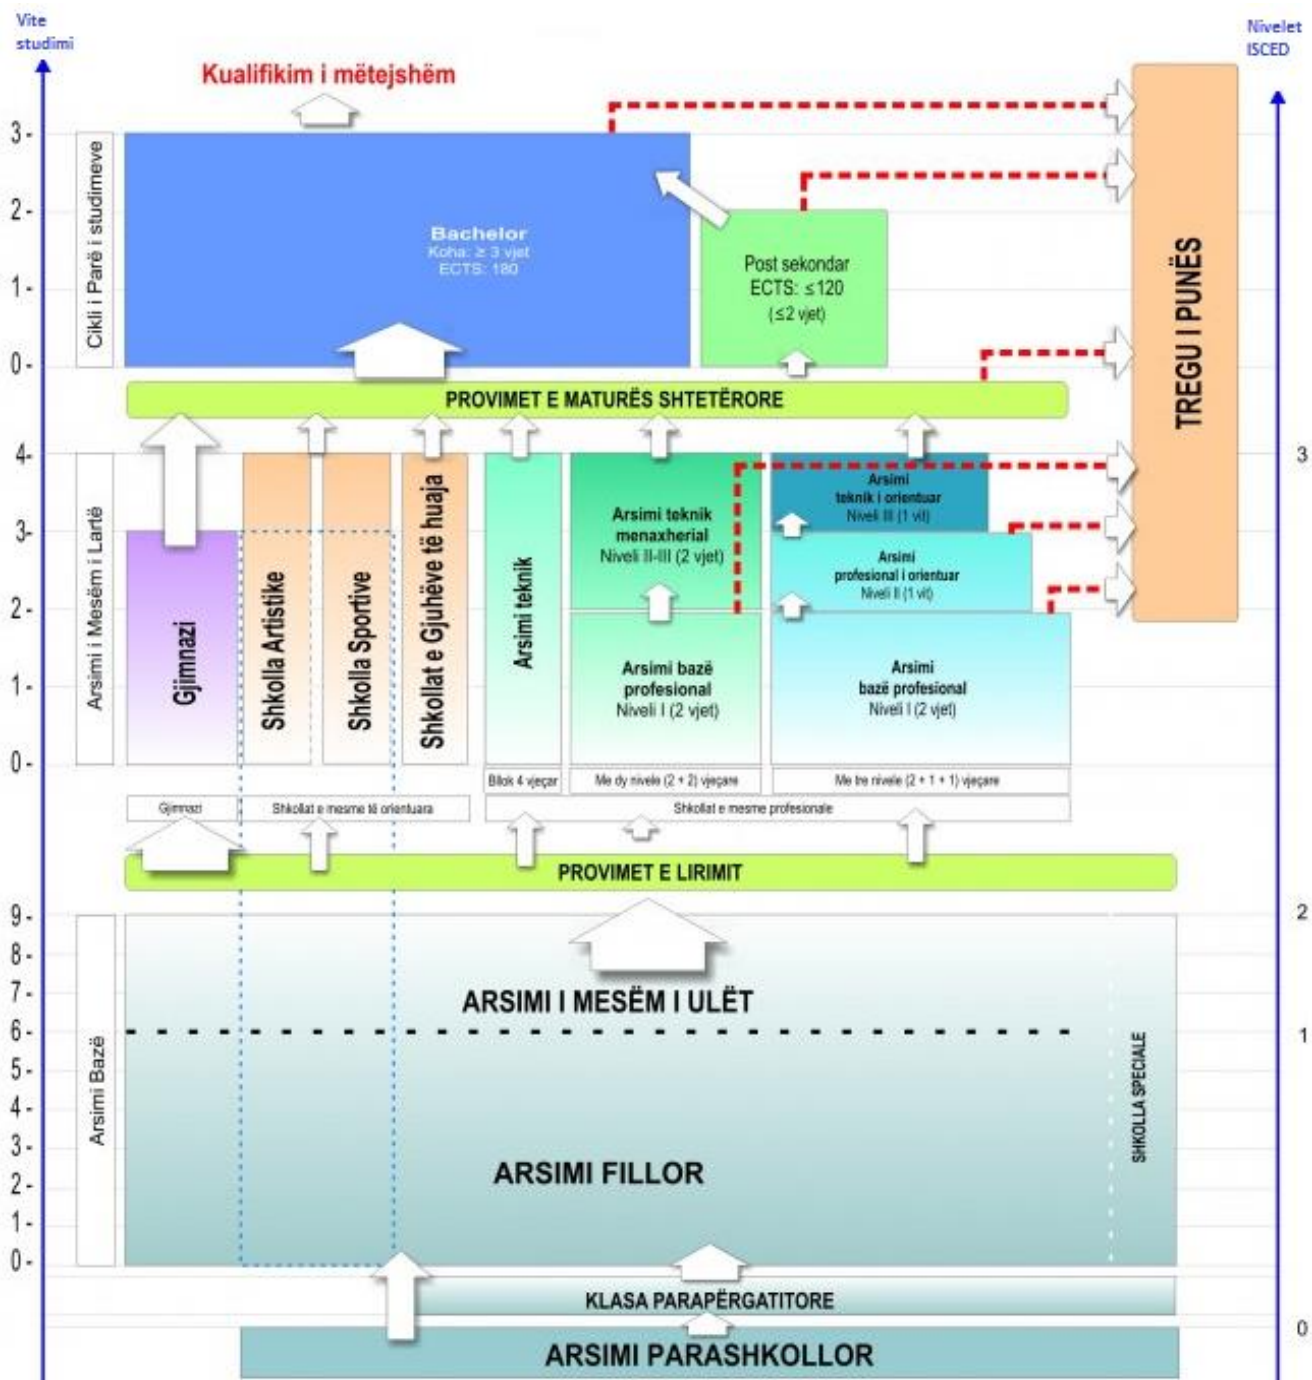 Vite
studimi
Nivelet
ISCED
Kualifikim i mëtejshëm
3 -
2 -
1 -
0 -
Cikli i Parë i studimeve
Bachelor
Koha: ≥ 3 vjet
ECTS: 180
Post sekondar
ECTS: ≤120
(≤2 vjet)
TREGU I PUNËS
PROVIMET E MATURËS SHTETËRORE
4 -
3 -
2 -
1 -
0 -
3
Arsimi i Mesëm i Lartë
Gjimnazi
Shkolla Artistike
Shkolla Sportive
Shkollat e Gjuhëve të huaja
Arsimi teknik
Arsimi teknik
menaxherial
Niveli II-III (2 vjet)
Arsimi bazë
profesional
Niveli I (2 vjet)
Arsimi
teknik i orientuar
Niveli III (1 vit)
Arsimi
profesional i orientuar
Niveli II (1 vit)
Arsimi
bazë profesional
Niveli I (2 vjet)
Bllok 4 vjeçar
Me dy nivele (2 + 2) vjeçare
Me tre nivele (2 + 1 + 1) vjeçare
Gjimnazi
Shkollat e mesme të orientuara
Shkollat e mesme profesionale
PROVIMET E LIRIMIT
9 -
8 -
7 -
6 -
5 -
4 -
3 -
2 -
1 -
0 -
2
1
0
Arsimi Bazë
ARSIMI I MESËM I ULËT
ARSIMI FILLOR
SHKOLLA SPECIALE
KLASA PARAPËRGATITORE
ARSIMI PARASHKOLLOR